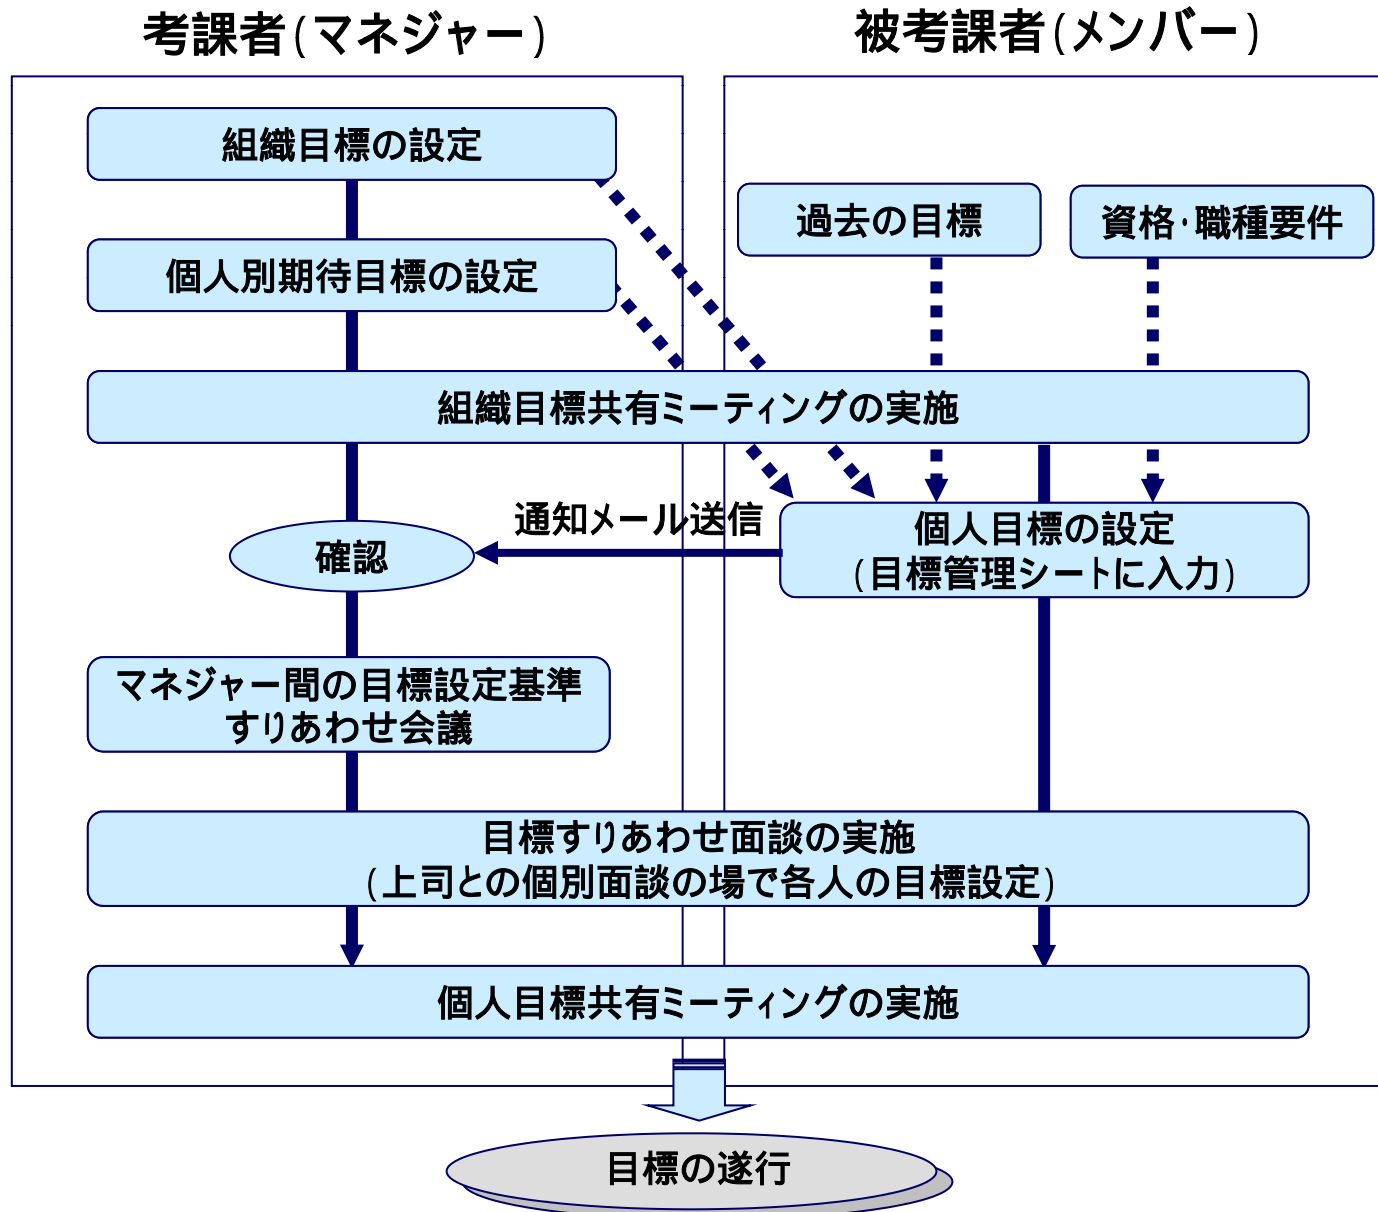 考課者(マネジャー)
被考課者(メンバー)
組織目標の設定
過去の目標
資格・職種要件
個人別期待目標の設定
組織目標共有ミーティングの実施
通知メール送信
個人目標の設定
(目標管理シートに入力)
確認
マネジャー間の目標設定基準
すりあわせ会議
目標すりあわせ面談の実施
(上司との個別面談の場で各人の目標設定)
個人目標共有ミーティングの実施
目標の遂行